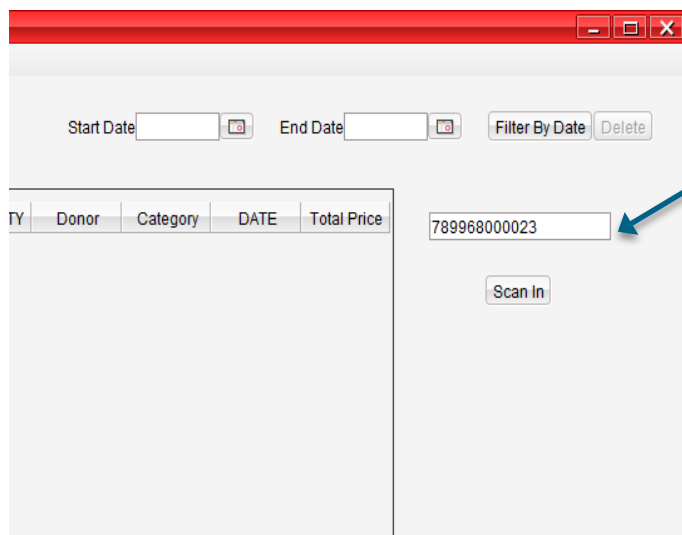 Start Date End Date Filter By Date Delete
TY Donor Category DATE Total Price
789968000023
Scan In